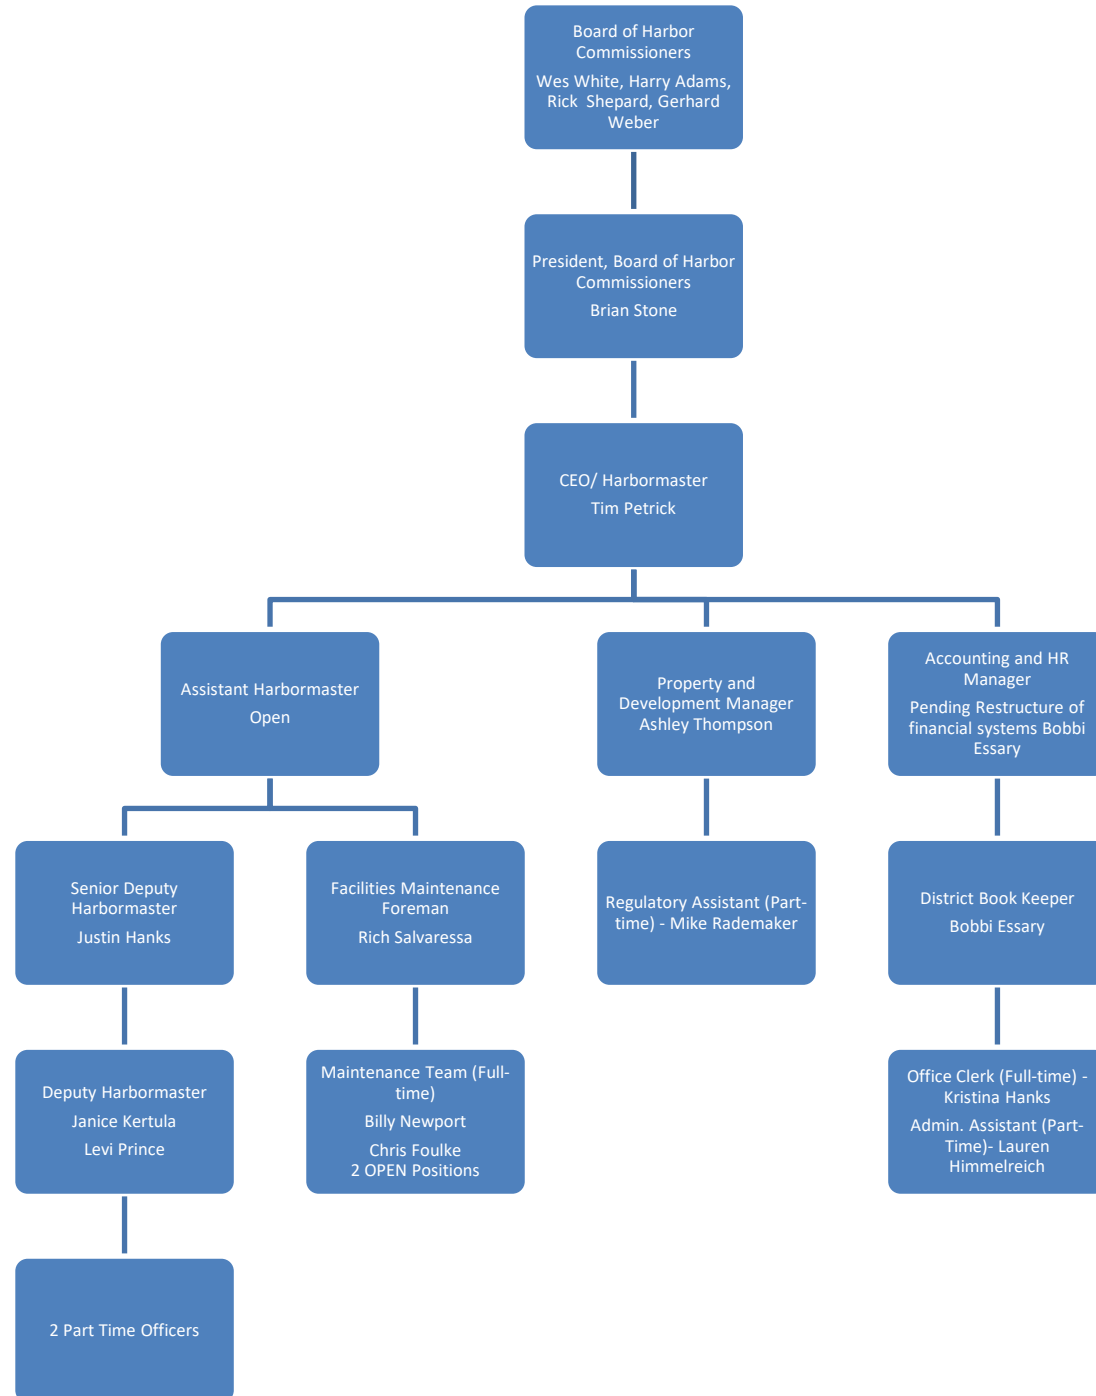 Board of Harbor
Commissioners
Wes White, Harry Adams,
Rick  Shepard, Gerhard
Weber
President, Board of Harbor
Commissioners
Brian Stone
CEO/ Harbormaster
Tim Petrick
Assistant Harbormaster
Open
Property and
Development Manager
Ashley Thompson
Accounting and HR
Manager
Pending Restructure of
financial systems Bobbi
Essary
Senior Deputy
Harbormaster
Justin Hanks
Facilities Maintenance
Foreman
Rich Salvaressa
Regulatory Assistant (Part-
time) - Mike Rademaker
District Book Keeper
Bobbi Essary
Deputy Harbormaster
Janice Kertula
Levi Prince
Maintenance Team (Full-
time)
Billy Newport
Chris Foulke
2 OPEN Positions
Office Clerk (Full-time) -
Kristina Hanks
Admin. Assistant (Part-
Time)- Lauren
Himmelreich
2 Part Time Officers